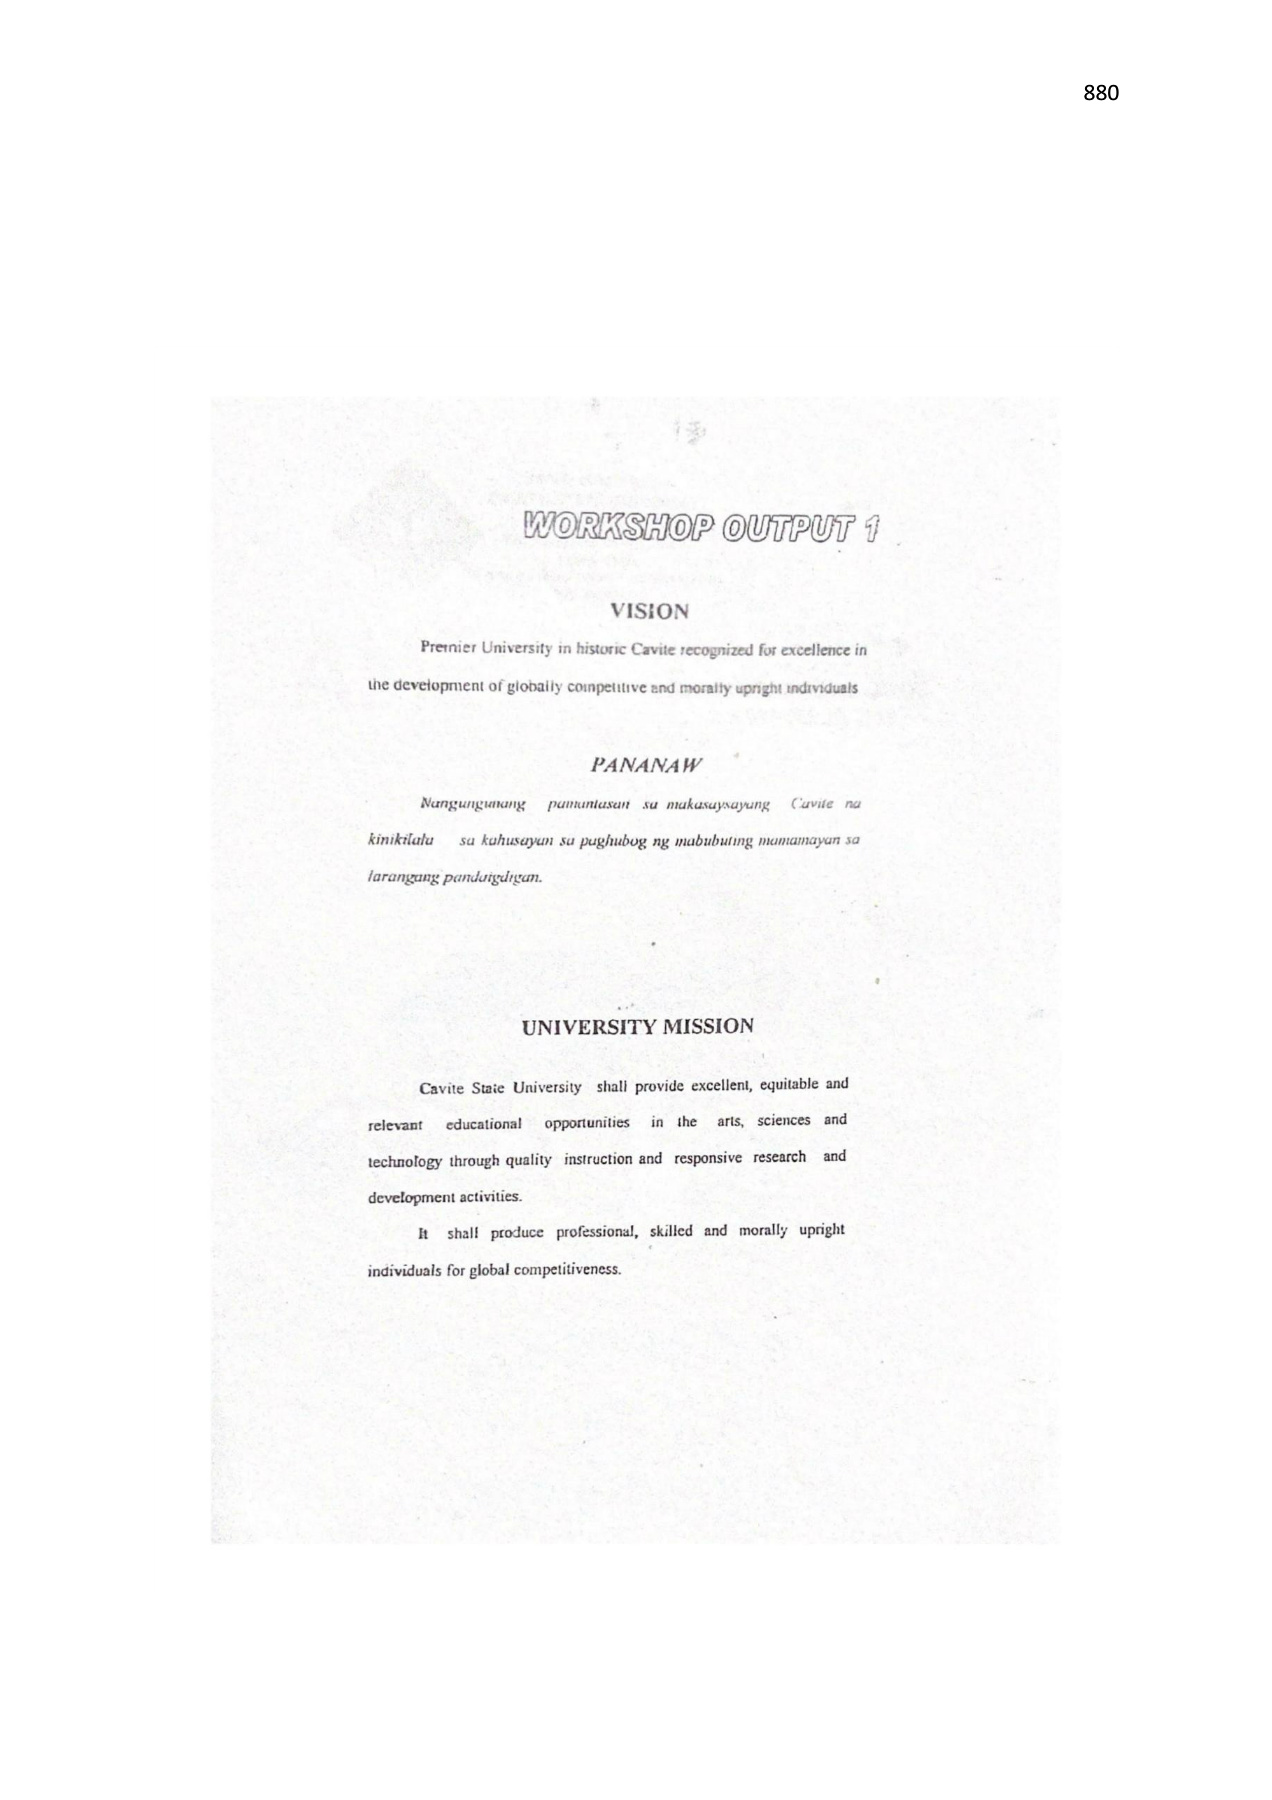 880
WORKSHOP OUTPUT 1
VISION
Premier University in historic Cavite recognized for excellence in
the development of globally competitive and morally upright individuals
PANANAW
Nangungunang pamantasan sa makasaysayang Cavite na
kinikilala sa kahusayan sa paghubog ng mabubuting mamamayan sa
larangang pandaigdigan.
UNIVERSITY MISSION
Cavite State University shall provide excellent, equitable and
relevant educational opportunities in the arts, sciences and
technology through quality instruction and responsive research and
development activities.
It shall produce professional, skilled and morally upright
individuals for global competitiveness.